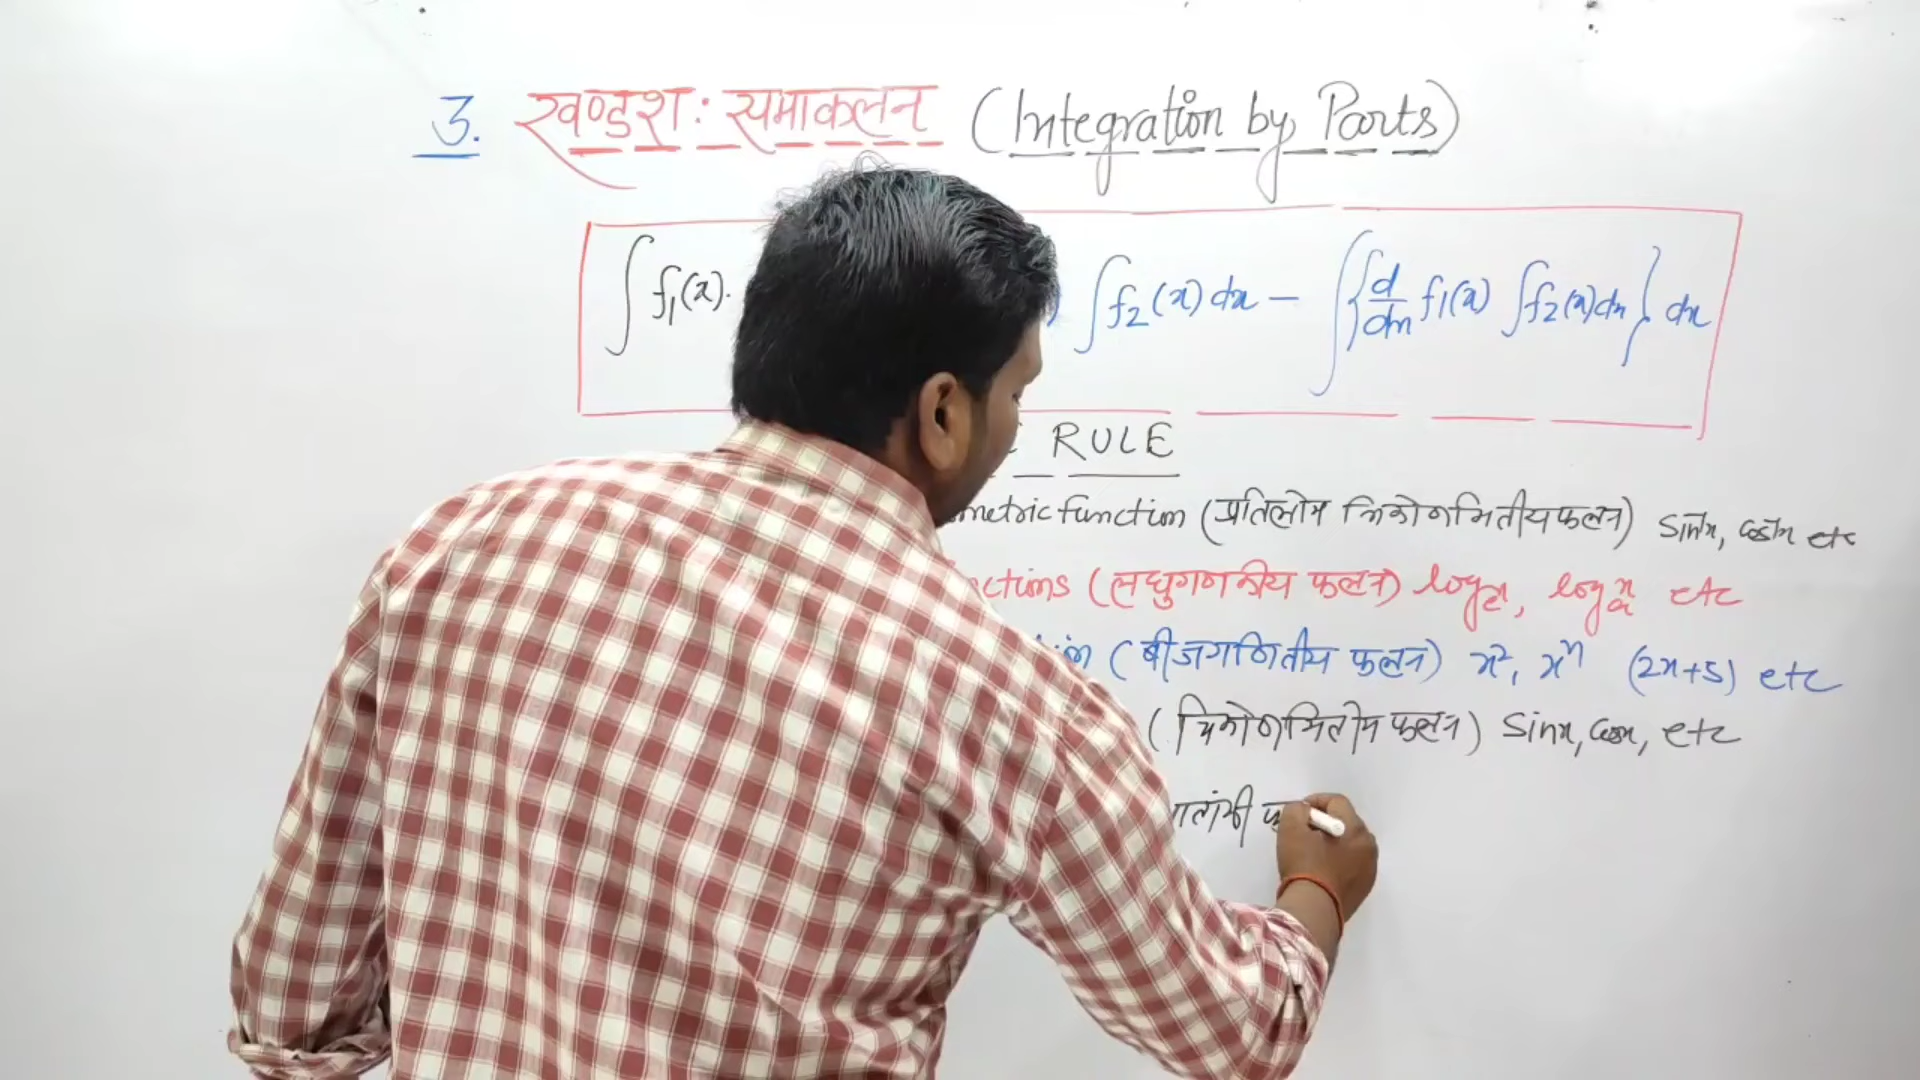 3. खण्डशः समाकलन (Integration by Parts)
∫ f₁(x). ∫f₂(x) dx − ∫{d/dx f₁(x) ∫f₂(x)dx} dx
RULE
metric function (प्रतिलोम त्रिकोणमितीय फलन) sin⁻¹x, cos⁻¹x etc
ctions (लघुगणकीय फलन) logₑx, logₐx etc
(बीजगणितीय फलन) x², xⁿ (2x+5) etc
(त्रिकोणमितीय फलन) sinx, cosx, etc